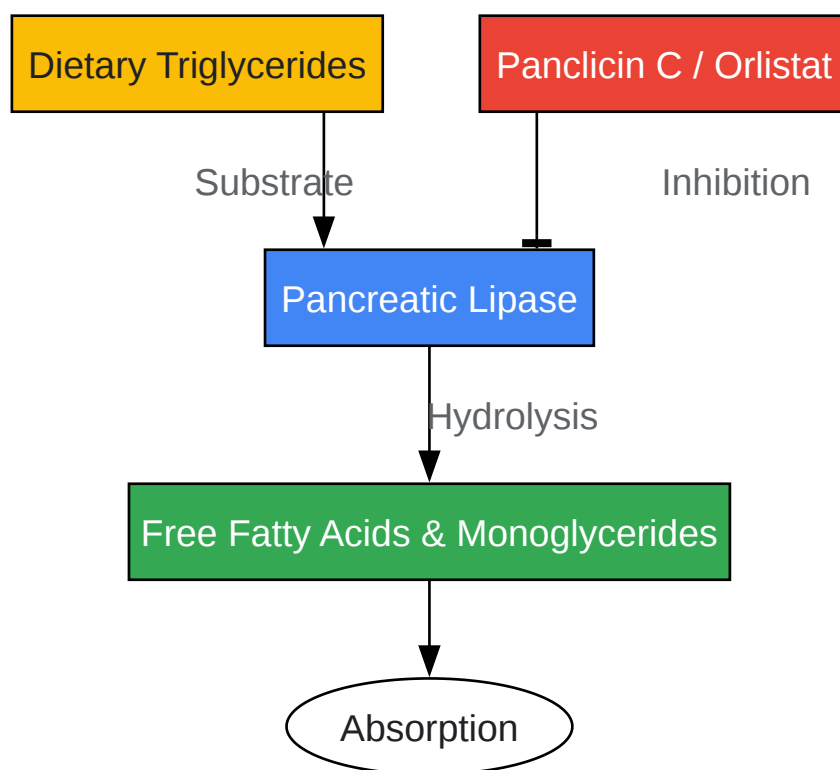 Dietary Triglycerides
Panclicin C / Orlistat
Substrate
Inhibition
Pancreatic Lipase
Hydrolysis
Free Fatty Acids & Monoglycerides
Absorption